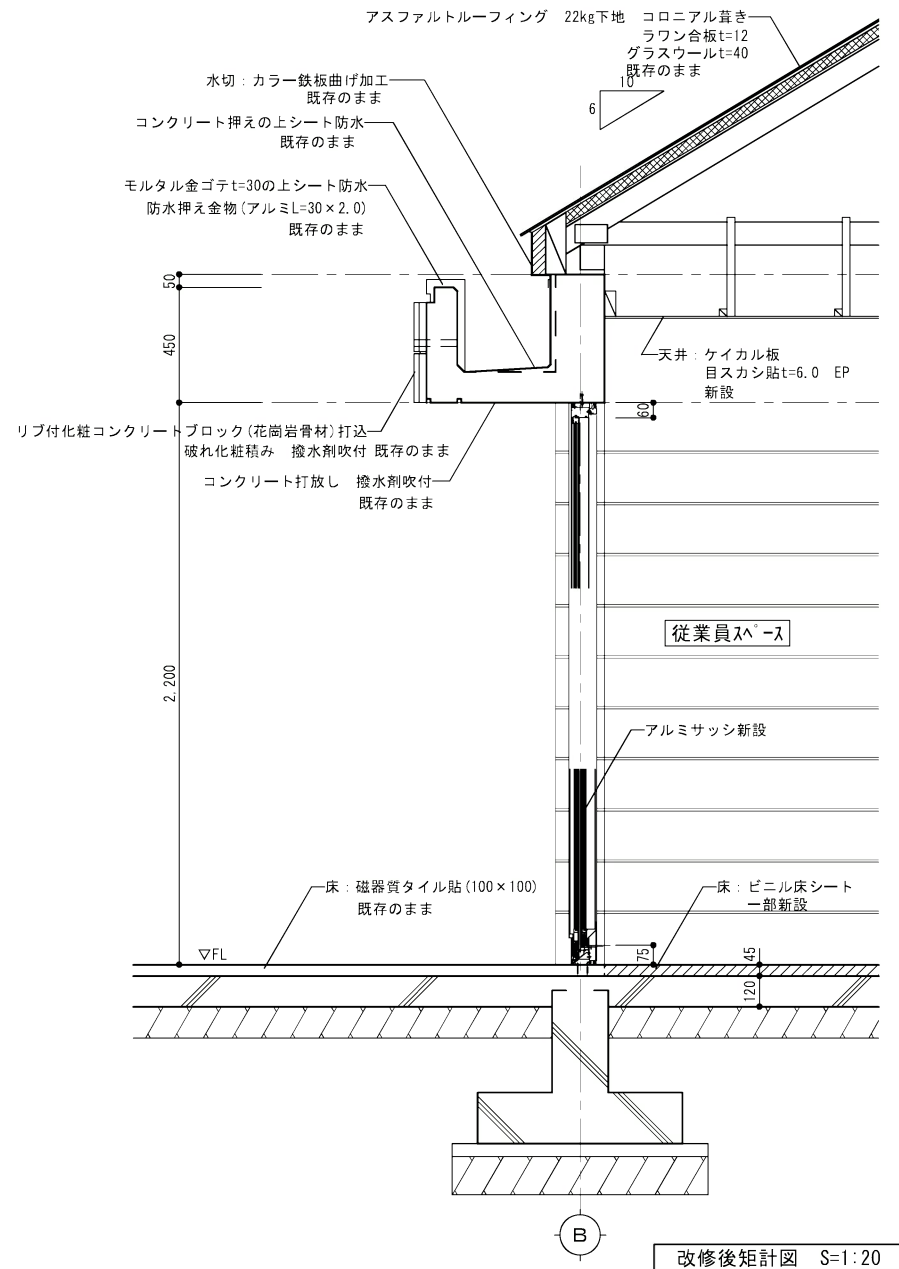 アスファルトルーフィング　22kg下地　コロニアル葺き
ラワン合板t=12
グラスウールt=40
既存のまま
10
6
水切：カラー鉄板曲げ加工
既存のまま
コンクリート押えの上シート防水
既存のまま
モルタル金ゴテt=30の上シート防水
防水押え金物(アルミL=30×2.0)
既存のまま
50
450
天井：ケイカル板
目スカシ貼t=6.0　EP
新設
60
リブ付化粧コンクリートブロック(花崗岩骨材)打込
破れ化粧積み　撥水剤吹付 既存のまま
コンクリート打放し　撥水剤吹付
既存のまま
従業員ｽﾍﾟｰｽ
2.200
アルミサッシ新設
床：磁器質タイル貼(100×100)
既存のまま
床：ビニル床シート
一部新設
▽FL
75
45
120
B
改修後矩計図　S=1:20